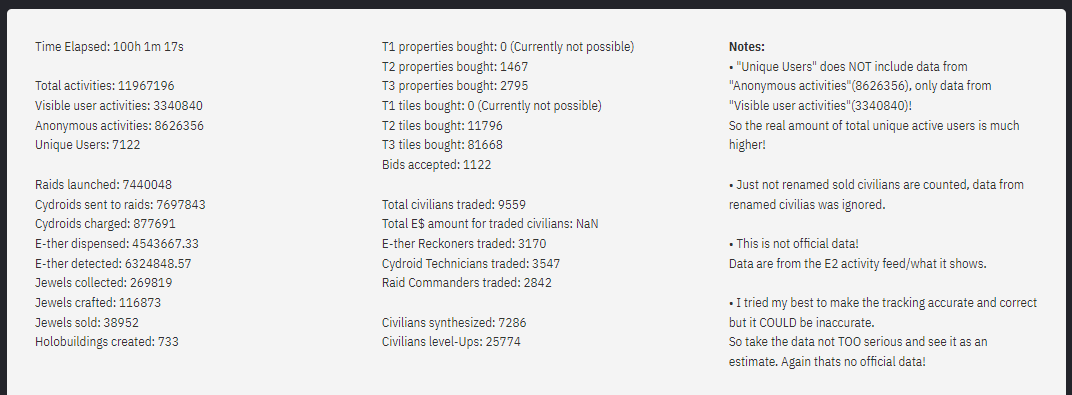 Time Elapsed: 100h 1m 17s
Total activities: 11967196
Visible user activities: 3340840
Anonymous activities: 8626356
Unique Users: 7122
Raids launched: 7440048
Cydroids sent to raids: 7697843
Cydroids charged: 877691
E-ther dispensed: 4543667.33
E-ther detected: 6324848.57
Jewels collected: 269819
Jewels crafted: 116873
Jewels sold: 38952
Holobuildings created: 733
T1 properties bought: 0 (Currently not possible)
T2 properties bought: 1467
T3 properties bought: 2795
T1 tiles bought: 0 (Currently not possible)
T2 tiles bought: 11796
T3 tiles bought: 81668
Bids accepted: 1122
Total civilians traded: 9559
Total E$ amount for traded civilians: NaN
E-ther Reckoners traded: 3170
Cydroid Technicians traded: 3547
Raid Commanders traded: 2842
Civilians synthesized: 7286
Civilians level-Ups: 25774
Notes:
• "Unique Users" does NOT include data from
"Anonymous activities"(8626356), only data from
"Visible user activities"(3340840)!
So the real amount of total unique active users is much
higher!
• Just not renamed sold civilians are counted, data from
renamed civilias was ignored.
• This is not official data!
Data are from the E2 activity feed/what it shows.
• I tried my best to make the tracking accurate and correct
but it COULD be inaccurate.
So take the data not TOO serious and see it as an
estimate. Again thats no official data!